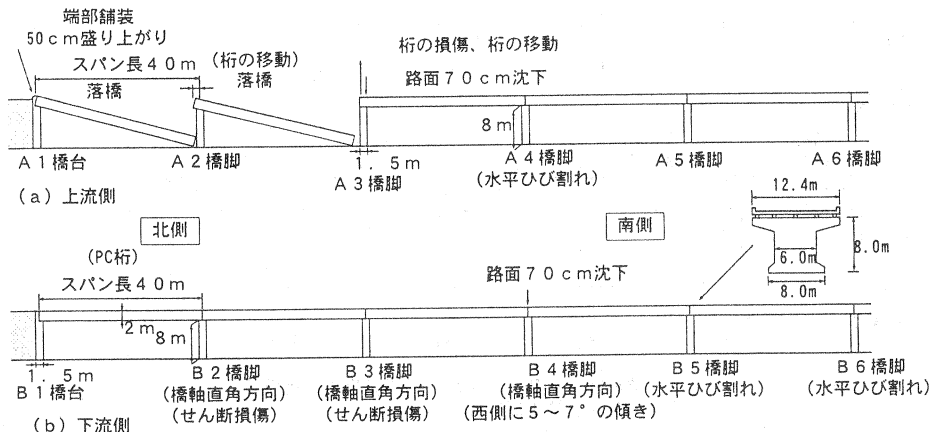 端部舗装
50cm盛り上がり
スパン長40m
(桁の移動)
落橋
落橋
桁の損傷、桁の移動
路面70cm沈下
8m
A1橋台
A2橋脚
1.5m
A3橋脚
A4橋脚
(水平ひび割れ)
A5橋脚
A6橋脚
(a)上流側
12.4m
8.0m
6.0m
8.0m
北側
南側
(PC桁)
スパン長40m
2m
8m
路面70cm沈下
1.5m
B1橋台
B2橋脚
(橋軸直角方向)
(せん断損傷)
B3橋脚
(橋軸直角方向)
(せん断損傷)
B4橋脚
(橋軸直角方向)
(西側に5~7°の傾き)
B5橋脚
(水平ひび割れ)
B6橋脚
(水平ひび割れ)
(b)下流側